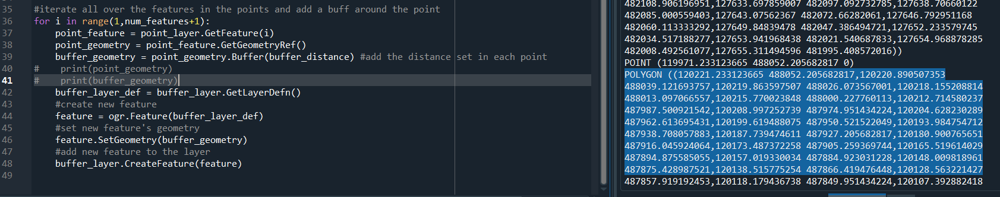 35 #iterate all over the features in the points and add a buff around the point
36 for i in range(1,num_features+1):
37 point_feature = point_layer.GetFeature(i)
38 point_geometry = point_feature.GetGeometryRef()
39 buffer_geometry = point_geometry.Buffer(buffer_distance) #add the distance set in each point
40 # print(point_geometry)
41 # print(buffer_geometry)
42 buffer_layer_def = buffer_layer.GetLayerDefn()
43 #create new feature
44 feature = ogr.Feature(buffer_layer_def)
45 #set new feature's geometry
46 feature.SetGeometry(buffer_geometry)
47 #add new feature to the layer
48 buffer_layer.CreateFeature(feature)
49
482108.906196951,127633.697859007 482097.092732785,127638.70660122
482085.000559403,127643.07562367 482072.66282061,127646.792951168
482060.113333292,127649.84839478 482047.386494721,127652.233579745
482034.517188277,127653.941968438 482021.540687833,127654.968878285
482008.492561077,127655.311494596 481995.408572016))
POINT (119971.233123665 488052.205682817 0)
POLYGON ((120221.233123665 488052.205682817,120220.890507353
488039.121693757,120219.863597507 488026.073567001,120218.155208814
488013.097066557,120215.770023848 488000.227760113,120212.714580237
487987.500921542,120208.997252739 487974.951434224,120204.628230289
487962.613695431,120199.619488075 487950.521522049,120193.984754712
487938.708057883,120187.739474611 487927.205682817,120180.900765651
487916.045924064,120173.487372258 487905.259369744,120165.519614029
487894.875585055,120157.019330034 487884.923031228,120148.009818961
487875.428987521,120138.515775254 487866.419476448,120128.563221427
487857.919192453,120118.179436738 487849.951434224,120107.392882418